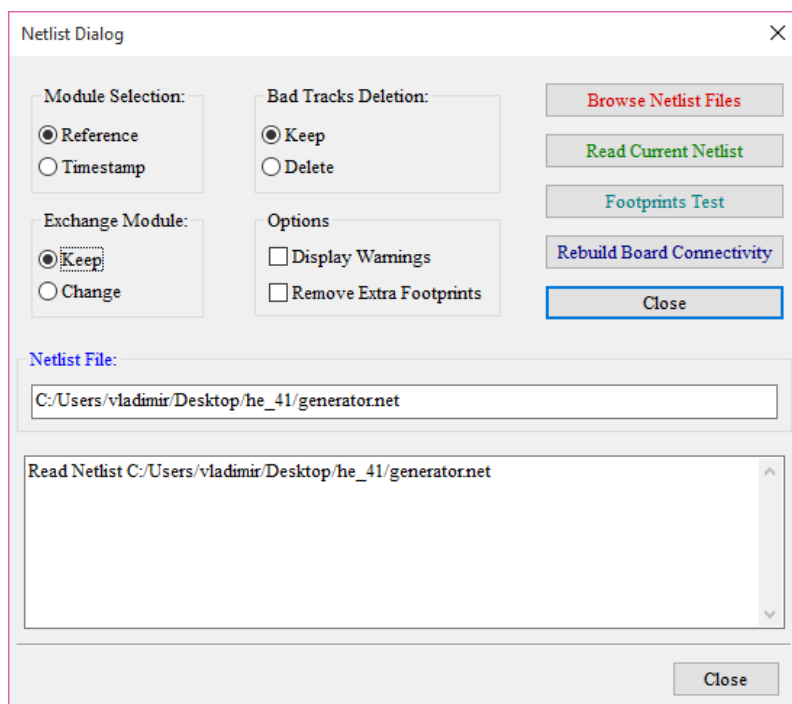 Netlist Dialog
Module Selection:
Reference
Timestamp
Bad Tracks Deletion:
Keep
Delete
Browse Netlist Files
Read Current Netlist
Footprints Test
Rebuild Board Connectivity
Close
Exchange Module:
Keep
Change
Options
Display Warnings
Remove Extra Footprints
Netlist File:
C:/Users/vladimir/Desktop/he_41/generator.net
Read Netlist C:/Users/vladimir/Desktop/he_41/generator.net
Close